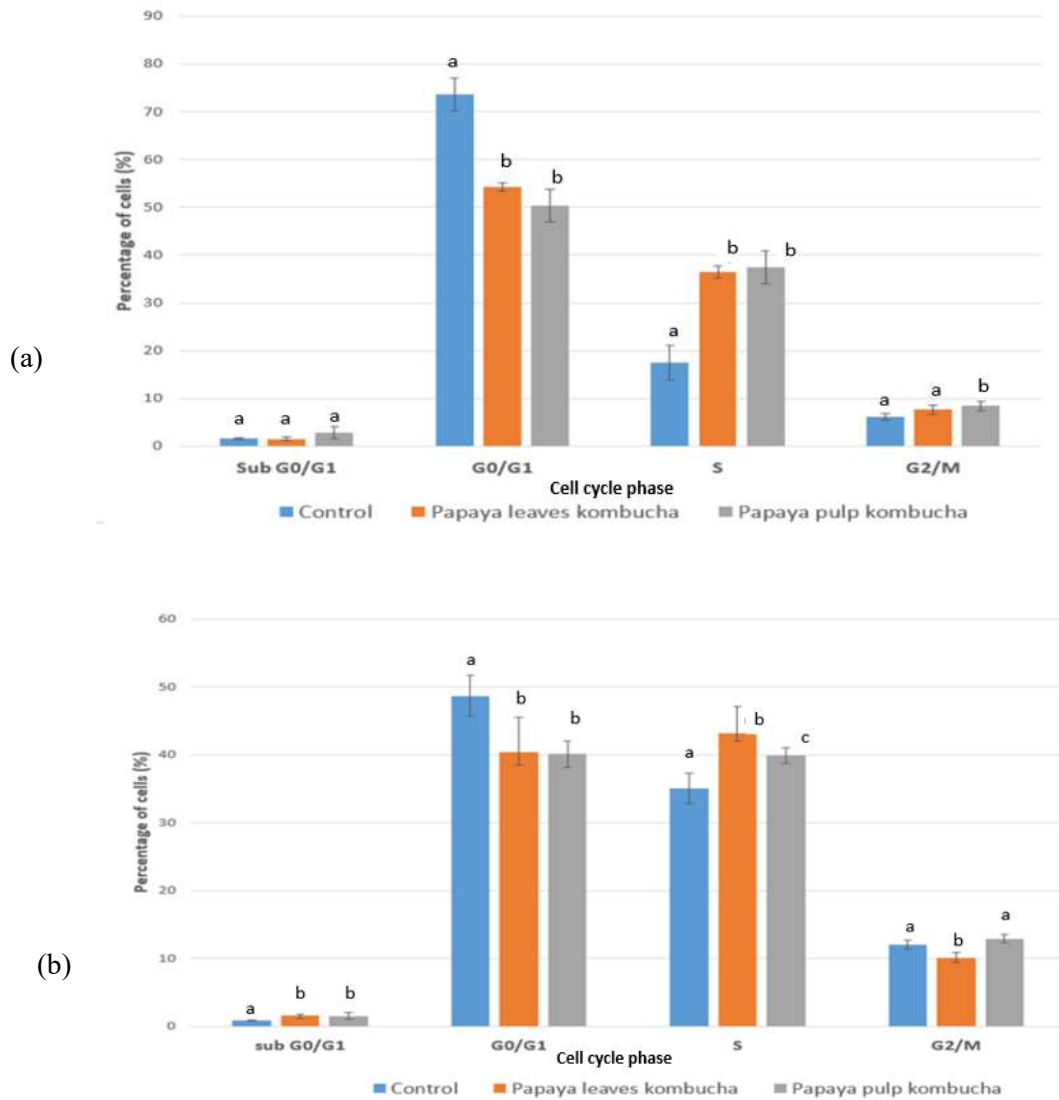 (a)
Percentage of cells (%)
90
80
70
60
50
40
30
20
10
0
a
a
a
a
b
b
a
b
b
a
a
b
Sub G0/G1
G0/G1
S
G2/M
Cell cycle phase
Control
Papaya leaves kombucha
Papaya pulp kombucha
(b)
Percentage of cells (%)
60
50
40
30
20
10
0
a
b
b
a
b
b
a
b
c
a
b
a
sub G0/G1
G0/G1
S
G2/M
Cell cycle phase
Control
Papaya leaves kombucha
Papaya pulp kombucha